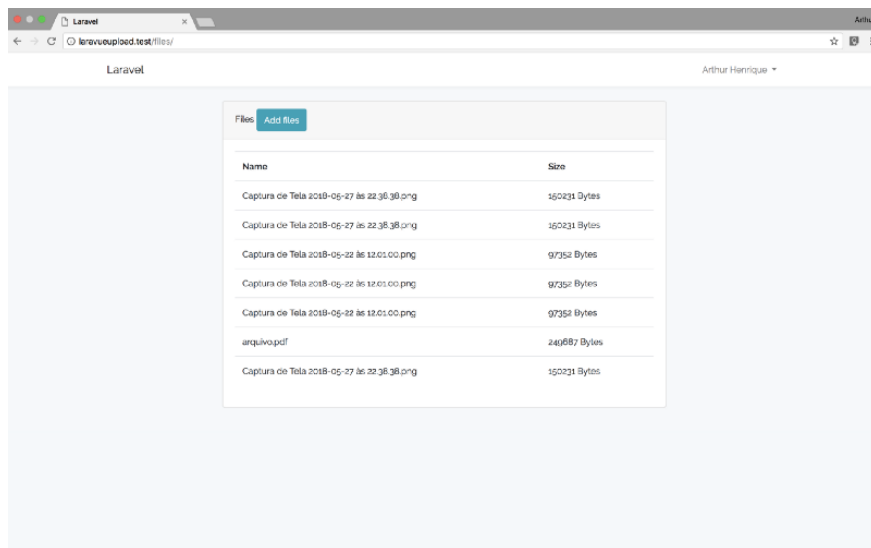 Laravel
Arthu
laravueupload.test/files/
Laravel Arthur Henrique
Files Add files
Name Size
Captura de Tela 2018-05-27 às 22.38.38.png 150231 Bytes
Captura de Tela 2018-05-27 às 22.38.38.png 150231 Bytes
Captura de Tela 2018-05-22 às 12.01.00.png 97352 Bytes
Captura de Tela 2018-05-22 às 12.01.00.png 97352 Bytes
Captura de Tela 2018-05-22 às 12.01.00.png 97352 Bytes
arquivo.pdf 249687 Bytes
Captura de Tela 2018-05-27 às 22.38.38.png 150231 Bytes